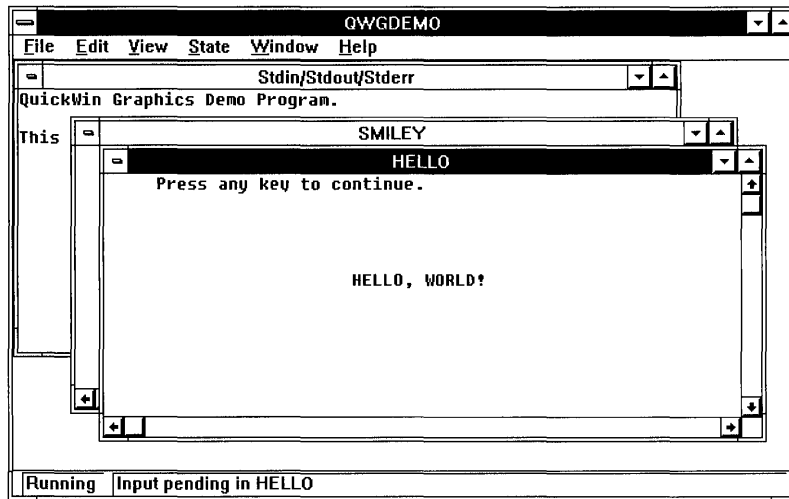 QWGDEMO
File Edit View State Window Help
Stdin/Stdout/Stderr
QuickWin Graphics Demo Program.
This
SMILEY
HELLO
Press any key to continue.
HELLO, WORLD!
Running Input pending in HELLO